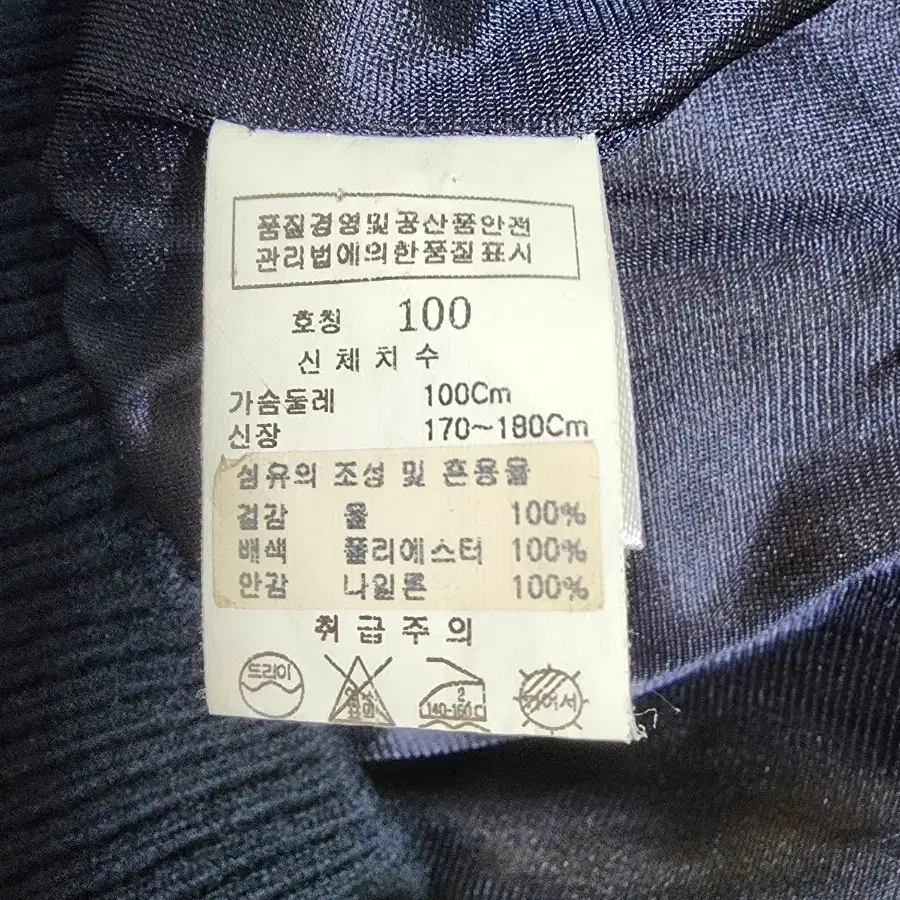 품질경영및공산품안전
관리법에의한품질표시
호칭 100
신체치수
가슴둘레 100Cm
신장 170~180Cm
섬유의 조성 및 혼용율
겉감 울 100%
배색 폴리에스터 100%
안감 나일론 100%
취급주의
드라이
2
140-160℃
뉘어서